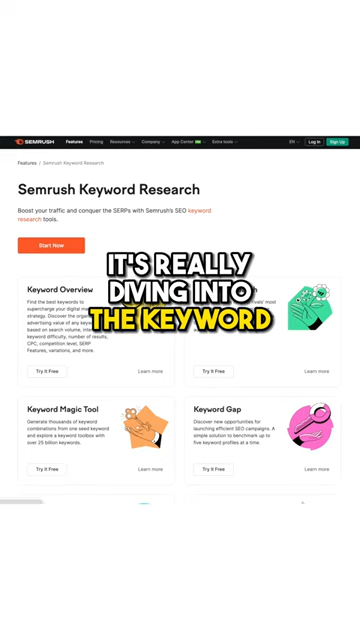 SEMRUSH Features Pricing Resources Company App Center Extra tools EN Log In Sign Up
Features / Semrush Keyword Research
Semrush Keyword Research
Boost your traffic and conquer the SERPs with Semrush's SEO keyword
research tools.
Start Now
IT'S REALLY
DIVING INTO
THE KEYWORD
Keyword Overview
Find the best keywords to
supercharge your digital
strategy. Discover the
advertising value of any
based on search volume,
keyword difficulty, number of results,
CPC, competition level, SERP
Features, variations, and more.
Try It Free
Learn more
Try It Free
Learn more
Keyword Magic Tool
Generate thousands of keyword
combinations from one seed keyword
and explore a keyword toolbox with
over 25 billion keywords.
Try It Free
Learn more
Keyword Gap
Discover new opportunities for
launching efficient SEO campaigns. A
simple solution to benchmark up to
five keyword profiles at a time.
Try It Free
Learn more